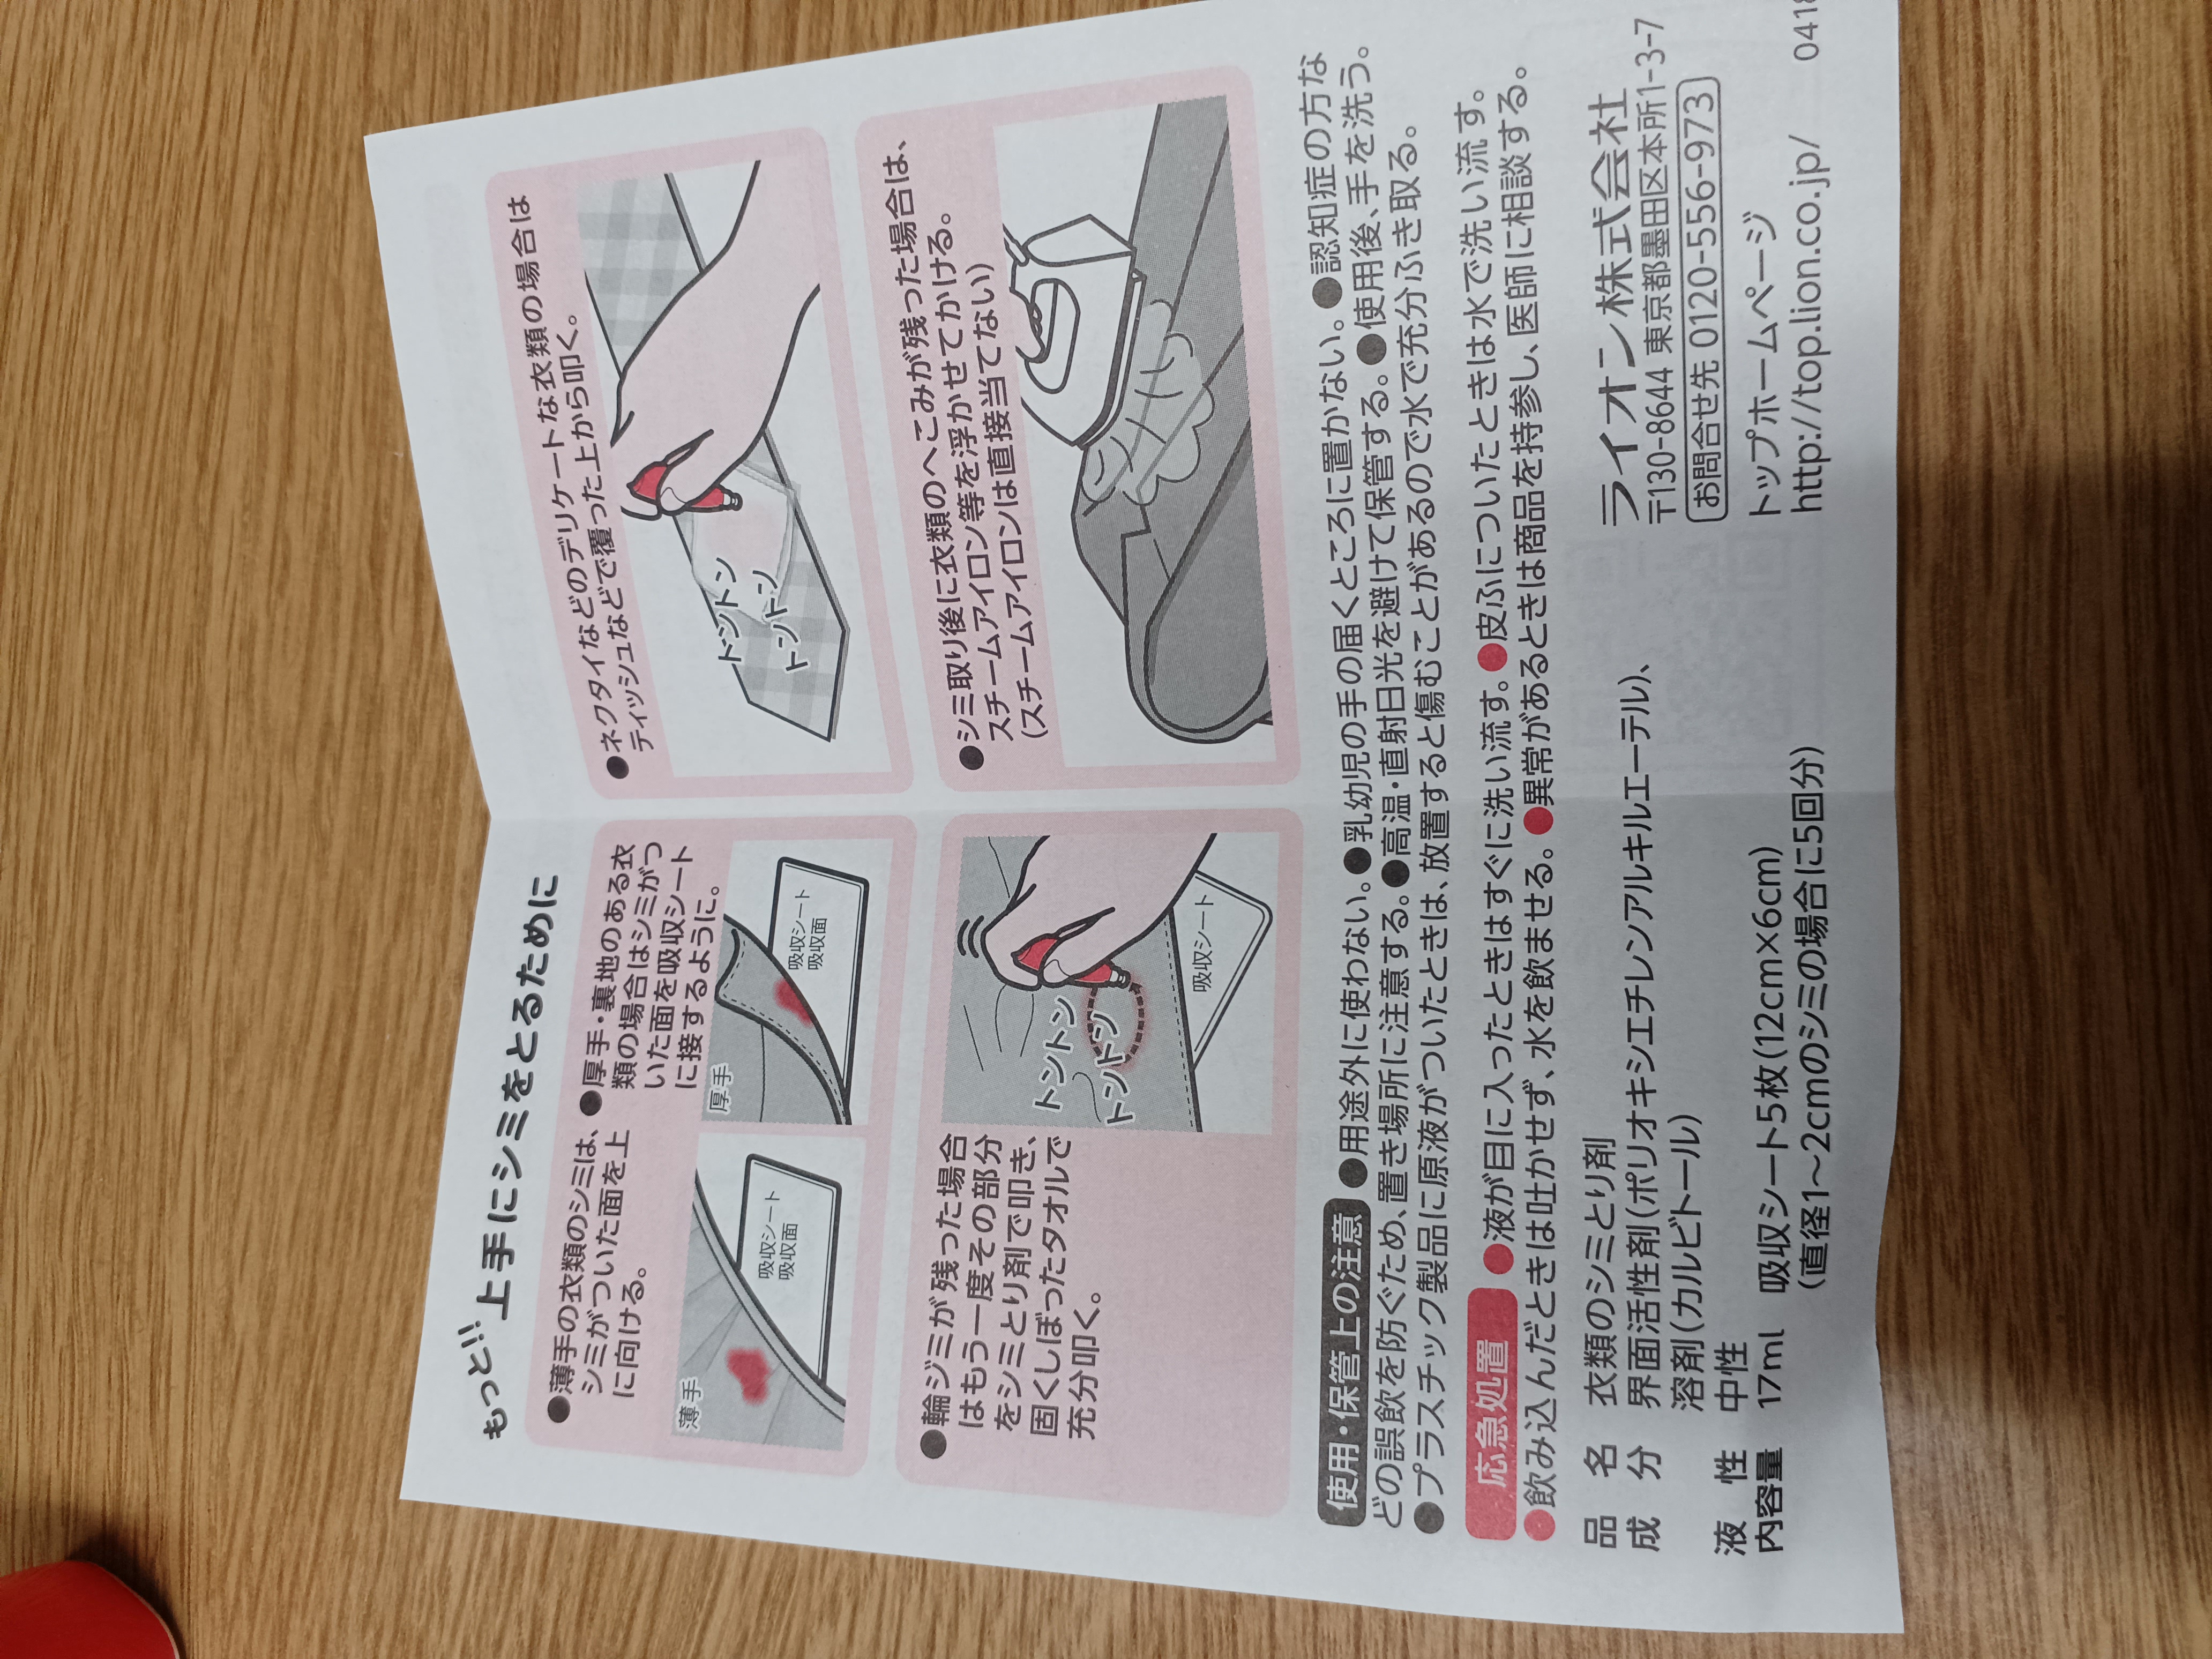 もっと!! 上手にシミをとるために
●薄手の衣類のシミは、
シミがついた面を上
に向ける。
薄手
吸収シート
吸収面
●厚手・裏地のある衣
類の場合はシミがつ
いた面を吸収シート
に接するように。
厚手
吸収シート
吸収面
●ネクタイなどのデリケートな衣類の場合は
ティッシュなどで覆った上から叩く。
トントン
トントン
●輪ジミが残った場合
はもう一度その部分
をシミとり剤で叩き、
固くしぼったタオルで
充分叩く。
トントン
トントン
吸収シート
●シミ取り後に衣類のへこみが残った場合は、
スチームアイロン等を浮かせてかける。
(スチームアイロンは直接当てない)
使用・保管上の注意 ●用途外に使わない。●乳幼児の手の届くところに置かない。●認知症の方な
どの誤飲を防ぐため、置き場所に注意する。●高温・直射日光を避けて保管する。●使用後、手を洗う。
●プラスチック製品に原液がついたときは、放置すると傷むことがあるので水で充分ふき取る。
応急処置 ●液が目に入ったときはすぐに洗い流す。●皮ふについたときは水で洗い流す。
●飲み込んだときは吐かせず、水を飲ませる。●異常があるときは商品を持参し、医師に相談する。
品 名 衣類のシミとり剤
成 分 界面活性剤(ポリオキシエチレンアルキルエーテル)、
溶剤(カルビトール)
液 性 中性
内容量 17ml 吸収シート5枚(12cm×6cm)
(直径1～2cmのシミの場合に5回分)
ライオン株式会社
〒130-8644 東京都墨田区本所1-3-7
お問合せ先 0120-556-973
トップホームページ
http://top.lion.co.jp/